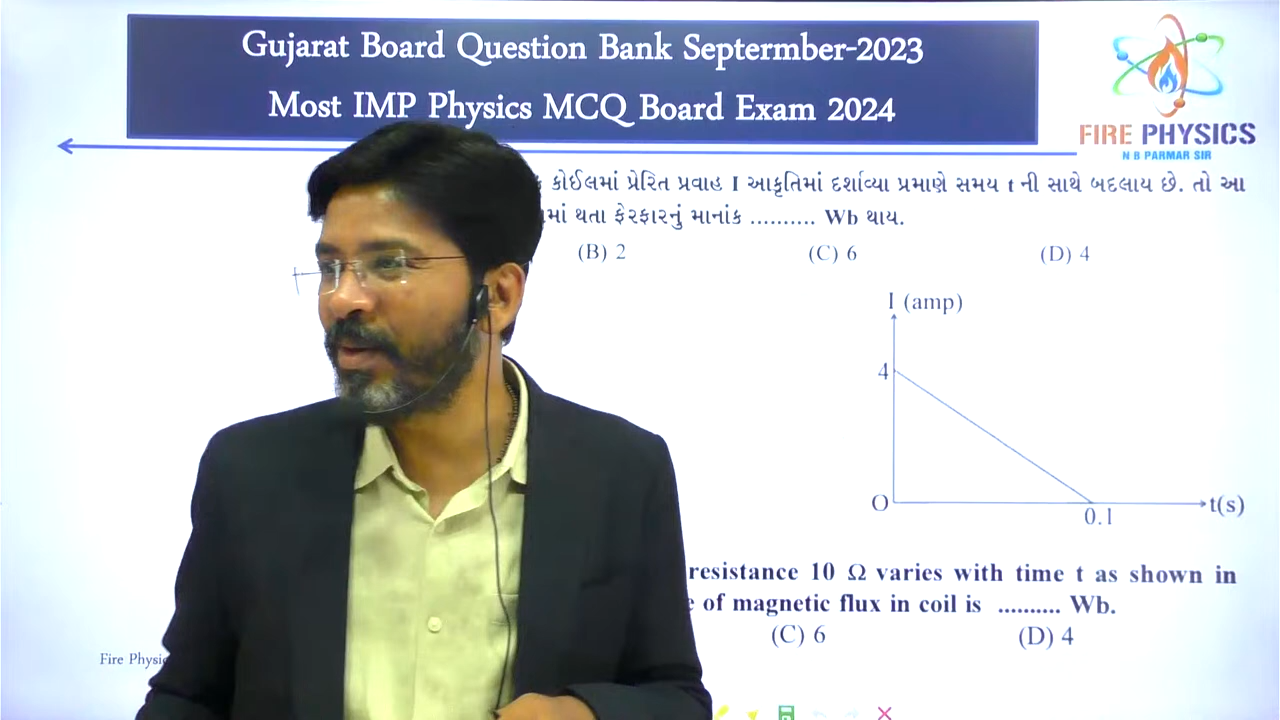 Gujarat Board Question Bank Septermber-2023
Most IMP Physics MCQ Board Exam 2024
FIRE PHYSICS
N B PARMAR SIR
કોઈલમાં પ્રેરિત પ્રવાહ I આકૃતિમાં દર્શાવ્યા પ્રમાણે સમય t ની સાથે બદલાય છે. તો આ
માં થતા ફેરફારનું માનાંક .......... Wb થાય.
(B) 2 (C) 6 (D) 4
I (amp)
4
O
0.1
t(s)
resistance 10 Ω varies with time t as shown in
of magnetic flux in coil is .......... Wb.
(C) 6 (D) 4
Fire Physi